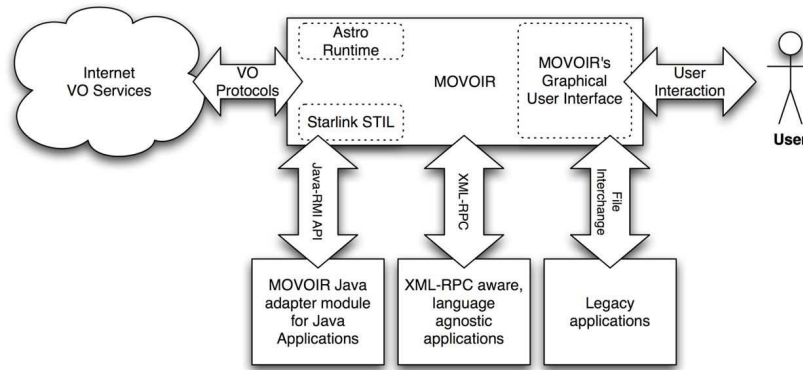 Internet
VO Services
VO
Protocols
Astro
Runtime
Starlink STIL
MOVOIR
MOVOIR's
Graphical
User Interface
User
Interaction
User
Java-RMI API
XML-RPC
File
Interchange
MOVOIR Java
adapter module
for Java
Applications
XML-RPC aware,
language
agnostic
applications
Legacy
applications